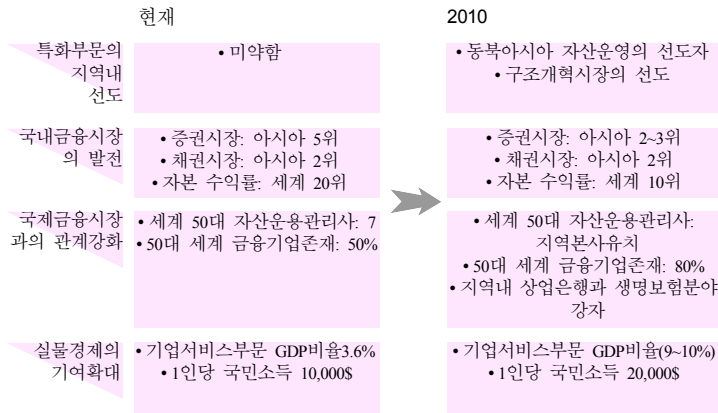 현재
2010
특화부문의
지역내
선도
• 미약함
• 동북아시아 자산운영의 선도자
• 구조개혁시장의 선도
국내금융시장
의 발전
• 증권시장: 아시아 5위
• 채권시장: 아시아 2위
• 자본 수익률: 세계 20위
• 증권시장: 아시아 2~3위
• 채권시장: 아시아 2위
• 자본 수익률: 세계 10위
국제금융시장
과의 관계강화
• 세계 50대 자산운용관리사: 7
• 50대 세계 금융기업존재: 50%
• 세계 50대 자산운용관리사:
지역본사유치
• 50대 세계 금융기업존재: 80%
• 지역내 상업은행과 생명보험분야
강자
실물경제의
기여확대
• 기업서비스부문 GDP비율3.6%
• 1인당 국민소득 10,000$
• 기업서비스부문 GDP비율(9~10%)
• 1인당 국민소득 20,000$